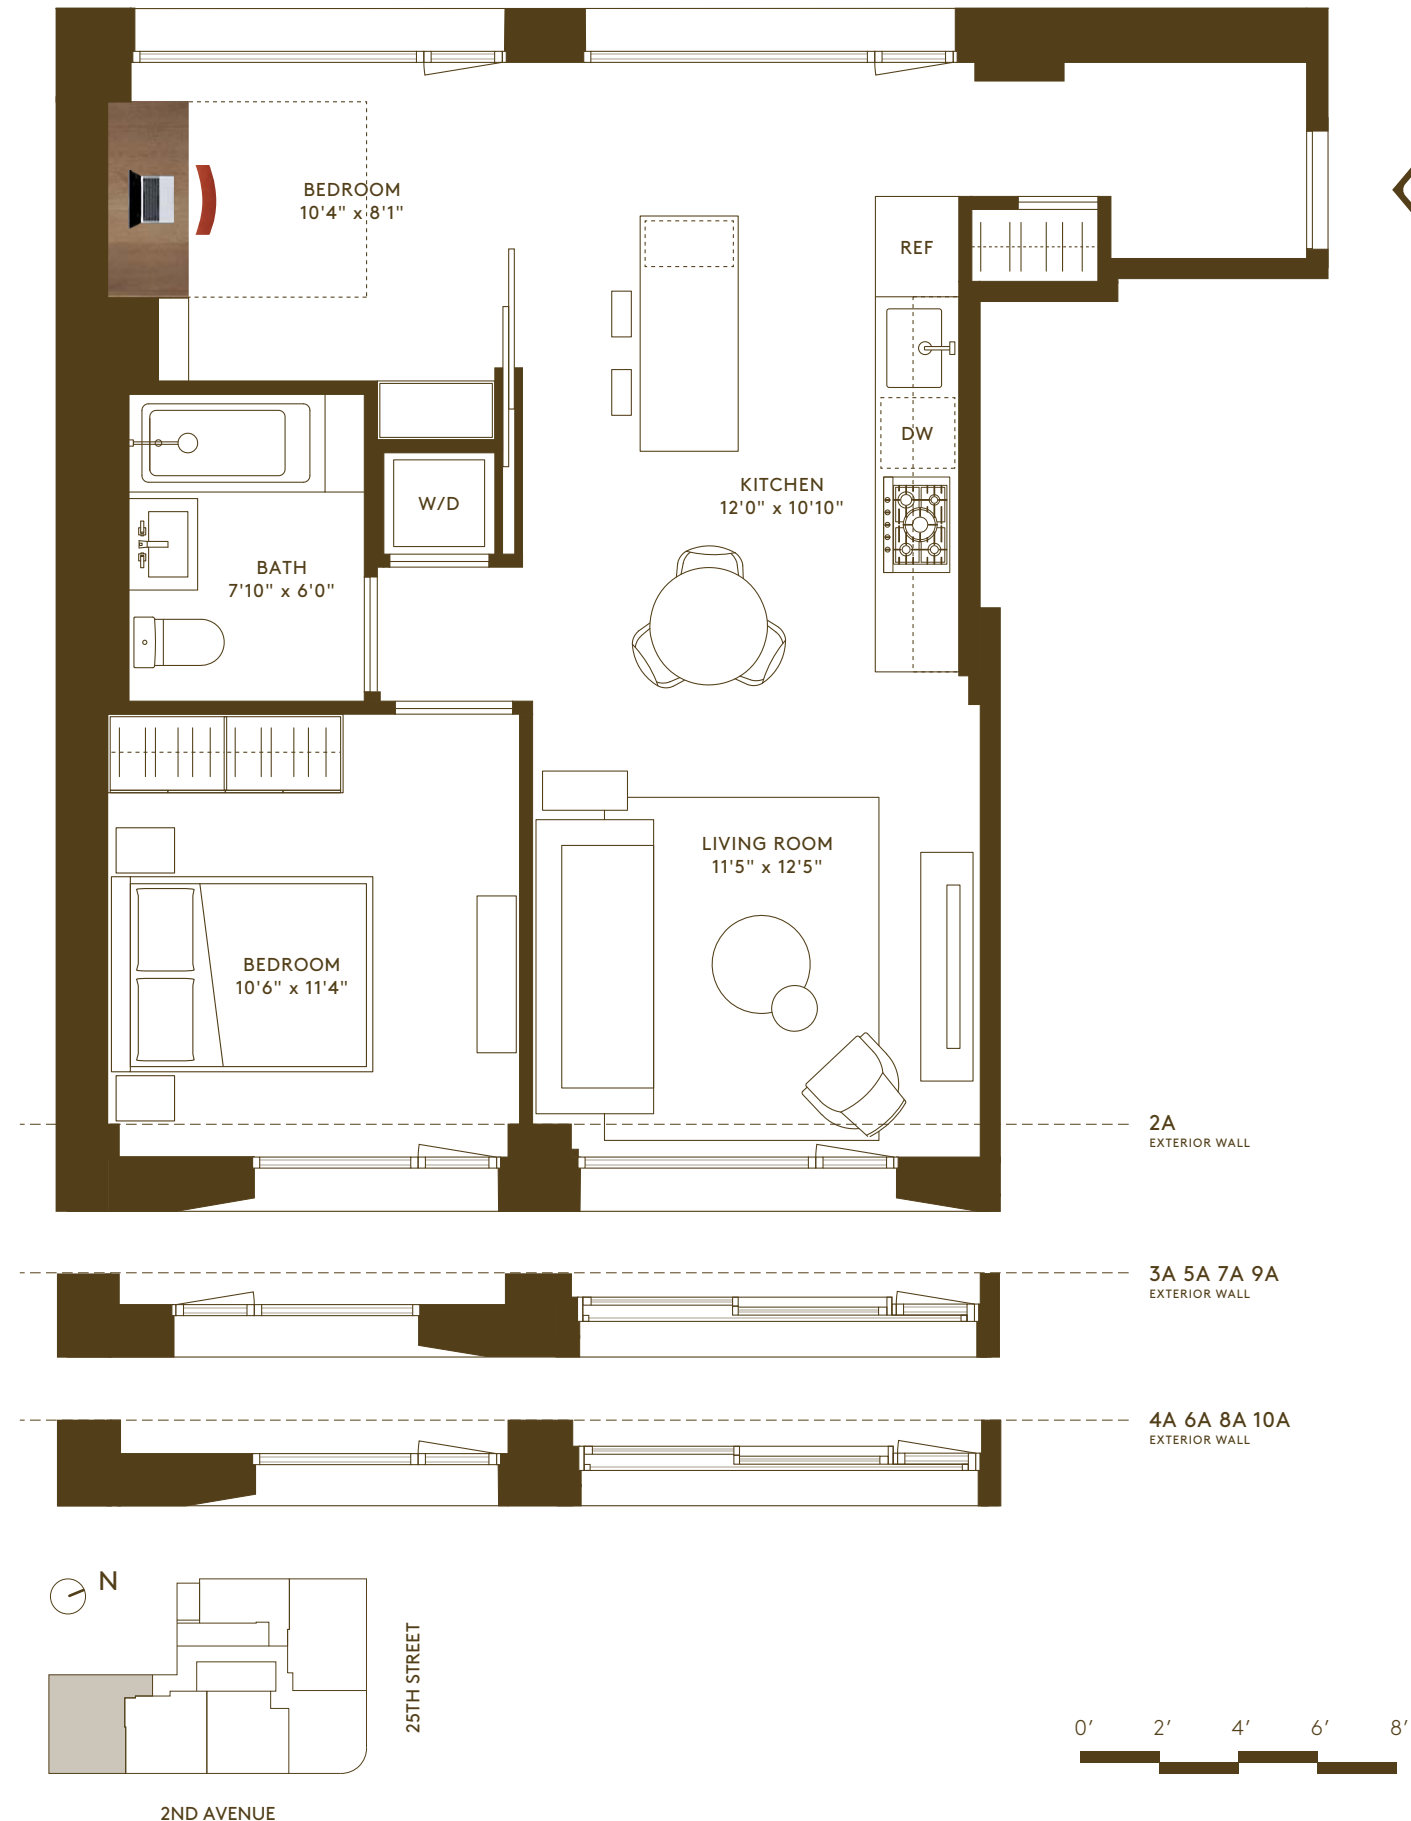 BEDROOM
10'4" x 8'1"
REF
DW
KITCHEN
12'0" x 10'10"
W/D
BATH
7'10" x 6'0"
LIVING ROOM
11'5" x 12'5"
BEDROOM
10'6" x 11'4"
2A
EXTERIOR WALL
3A 5A 7A 9A
EXTERIOR WALL
4A 6A 8A 10A
EXTERIOR WALL
N
25TH STREET
2ND AVENUE
0' 2' 4' 6' 8'